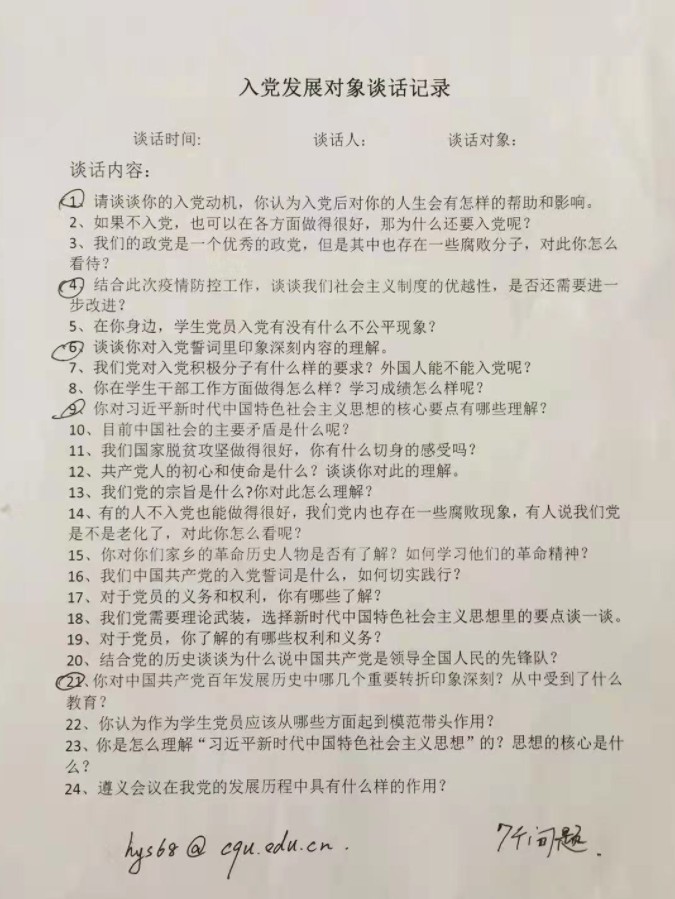 入党发展对象谈话记录
谈话时间: 谈话人: 谈话对象:
谈话内容:
1、请谈谈你的入党动机，你认为入党后对你的人生会有怎样的帮助和影响。
2、如果不入党，也可以在各方面做得很好，那为什么还要入党呢？
3、我们的政党是一个优秀的政党，但是其中也存在一些腐败分子，对此你怎么
看待？
4、结合此次疫情防控工作，谈谈我们社会主义制度的优越性，是否还需要进一
步改进？
5、在你身边，学生党员入党有没有什么不公平现象？
6、谈谈你对入党誓词里印象深刻内容的理解。
7、我们党对入党积极分子有什么样的要求？外国人能不能入党呢？
8、你在学生干部工作方面做得怎么样？学习成绩怎么样呢？
9、你对习近平新时代中国特色社会主义思想的核心要点有哪些理解？
10、目前中国社会的主要矛盾是什么呢？
11、我们国家脱贫攻坚做得很好，你有什么切身的感受吗？
12、共产党人的初心和使命是什么？谈谈你对此的理解。
13、我们党的宗旨是什么?你对此怎么理解？
14、有的人不入党也能做得很好，我们党内也存在一些腐败现象，有人说我们党
是不是老化了，对此你怎么看呢？
15、你对你们家乡的革命历史人物是否有了解？如何学习他们的革命精神？
16、我们中国共产党的入党誓词是什么，如何切实践行？
17、对于党员的义务和权利，你有哪些了解？
18、我们党需要理论武装，选择新时代中国特色社会主义思想里的要点谈一谈。
19、对于党员，你了解的有哪些权利和义务？
20、结合党的历史谈谈为什么说中国共产党是领导全国人民的先锋队？
21、你对中国共产党百年发展历史中哪几个重要转折印象深刻？从中受到了什么
教育？
22、你认为作为学生党员应该从哪些方面起到模范带头作用？
23、你是怎么理解“习近平新时代中国特色社会主义思想”的？思想的核心是什
么？
24、遵义会议在我党的发展历程中具有什么样的作用？
hys68@cqu.edu.cn. 7个问题.